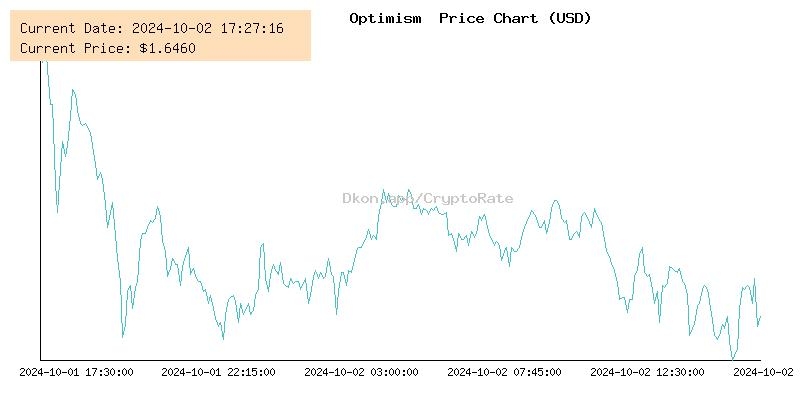 Optimism  Price Chart (USD)
Current Date: 2024-10-02 17:27:16
Current Price: $1.6460
Dkon.app/CryptoRate
2024-10-01 17:30:00 2024-10-01 22:15:00 2024-10-02 03:00:00 2024-10-02 07:45:00 2024-10-02 12:30:00 2024-10-02